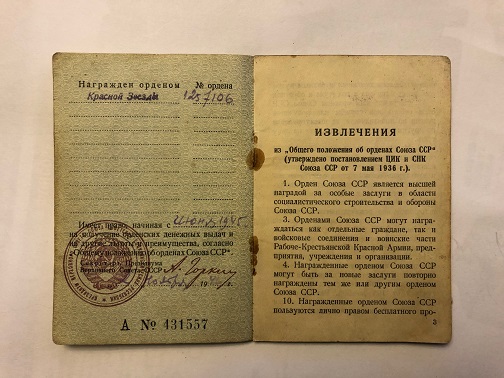 Награжден орденом № ордена
Красной Звезды 1257106
Имеет право, начиная с
июня 1945
на получение орденских денежных выдач и
на другие льготы и преимущества, согласно
„Общего положения об орденах Союза ССР“.
Секретарь Президиума
Верховного Совета СССР А. Горкин
А № 431557
ИЗВЛЕЧЕНИЯ
из „Общего положения об орденах Союза ССР“
(утверждено постановлением ЦИК и СНК
Союза ССР от 7 мая 1936 г.).
1. Орден Союза ССР является высшей
наградой за особые заслуги в области
социалистического строительства и обороны
Союза ССР.
3. Орденами Союза ССР могут награ-
ждаться как отдельные граждане, так
и войсковые соединения и воинские части
Рабоче-Крестьянской Красной Армии, пред-
приятия, учреждения и организации.
4. Награжденные орденом Союза ССР
могут быть за новые заслуги повторно
награждены тем же или другим орденом
Союза ССР.
10. Награжденные орденом Союза ССР
пользуются лично правом бесплатного про-
3